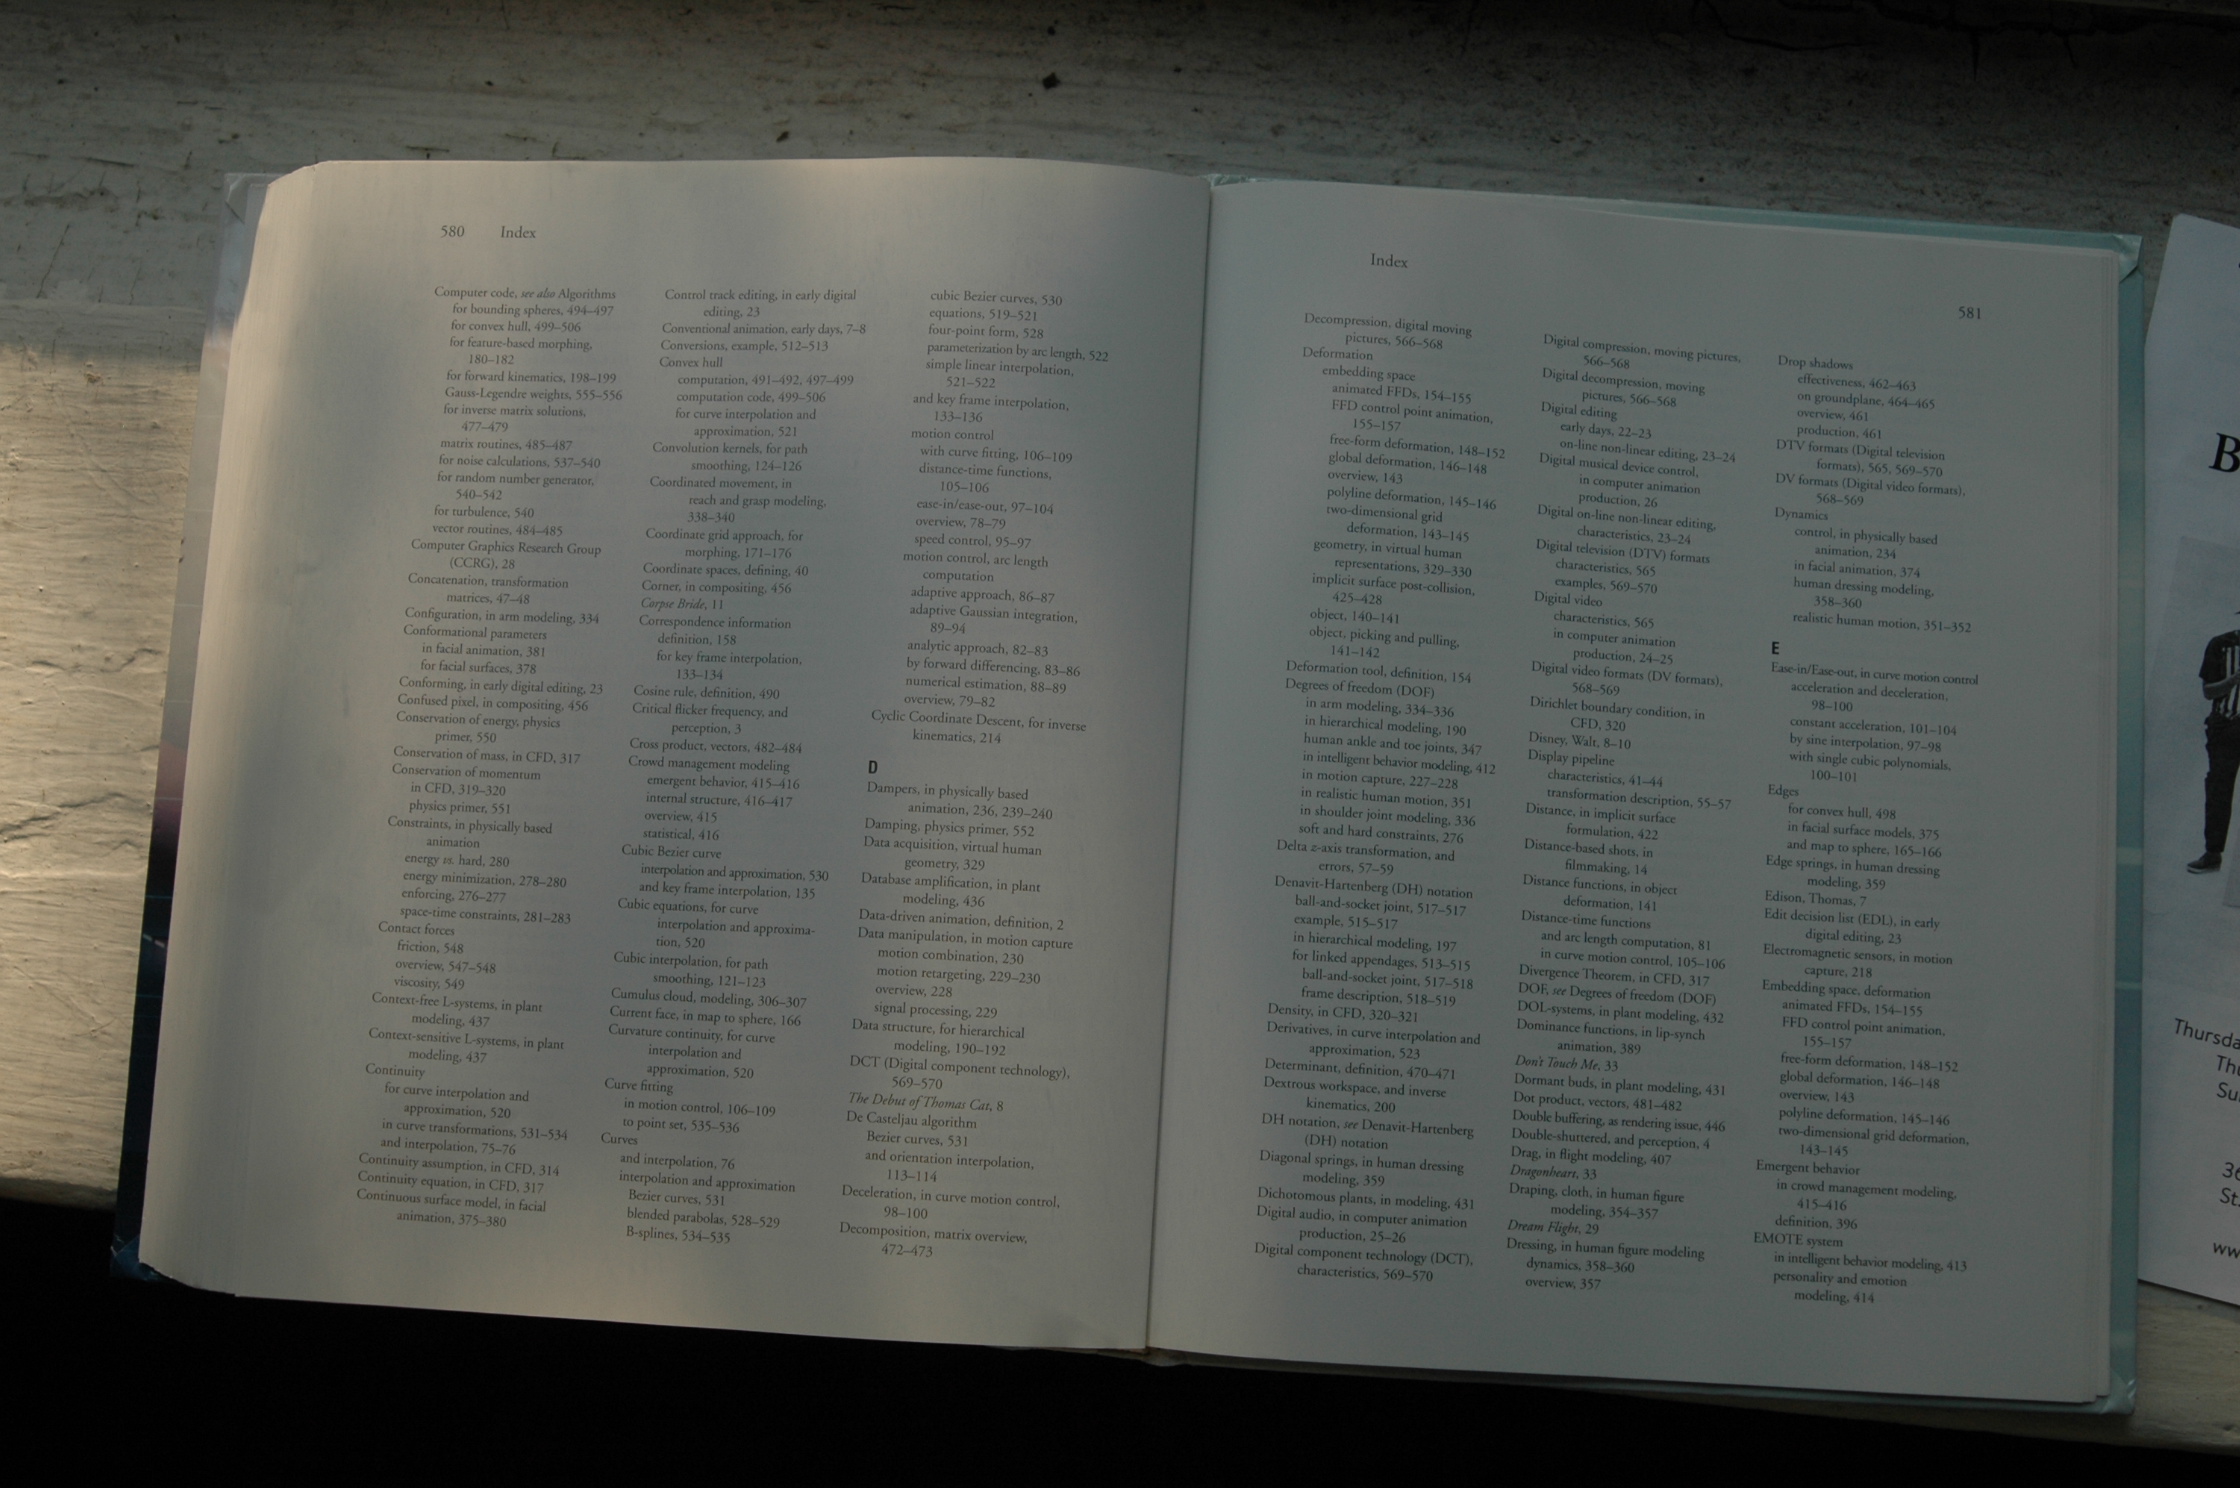 580 Index
Computer code, see also Algorithms
for bounding spheres, 494–497
for convex hull, 499–506
for feature-based morphing,
180–182
for forward kinematics, 198–199
Gauss-Legendre weights, 555–556
for inverse matrix solutions,
477–479
matrix routines, 485–487
for noise calculations, 537–540
for random number generator,
540–542
for turbulence, 540
vector routines, 484–485
Computer Graphics Research Group
(CCRG), 28
Concatenation, transformation
matrices, 47–48
Configuration, in arm modeling, 334
Conformational parameters
in facial animation, 381
for facial surfaces, 378
Conforming, in early digital editing, 23
Confused pixel, in compositing, 456
Conservation of energy, physics
primer, 550
Conservation of mass, in CFD, 317
Conservation of momentum
in CFD, 319–320
physics primer, 551
Constraints, in physically based
animation
energy vs. hard, 280
energy minimization, 278–280
enforcing, 276–277
space-time constraints, 281–283
Contact forces
friction, 548
overview, 547–548
viscosity, 549
Context-free L-systems, in plant
modeling, 437
Context-sensitive L-systems, in plant
modeling, 437
Continuity
for curve interpolation and
approximation, 520
in curve transformations, 531–534
and interpolation, 75–76
Continuity assumption, in CFD, 314
Continuity equation, in CFD, 317
Continuous surface model, in facial
animation, 375–380
Control track editing, in early digital
editing, 23
Conventional animation, early days, 7–8
Conversions, example, 512–513
Convex hull
computation, 491–492, 497–499
computation code, 499–506
for curve interpolation and
approximation, 521
Convolution kernels, for path
smoothing, 124–126
Coordinated movement, in
reach and grasp modeling,
338–340
Coordinate grid approach, for
morphing, 171–176
Coordinate spaces, defining, 40
Corner, in compositing, 456
Corpse Bride, 11
Correspondence information
definition, 158
for key frame interpolation,
133–134
Cosine rule, definition, 490
Critical flicker frequency, and
perception, 3
Cross product, vectors, 482–484
Crowd management modeling
emergent behavior, 415–416
internal structure, 416–417
overview, 415
statistical, 416
Cubic Bezier curve
interpolation and approximation, 530
and key frame interpolation, 135
Cubic equations, for curve
interpolation and approxima-
tion, 520
Cubic interpolation, for path
smoothing, 121–123
Cumulus cloud, modeling, 306–307
Current face, in map to sphere, 166
Curvature continuity, for curve
interpolation and
approximation, 520
Curve fitting
in motion control, 106–109
to point set, 535–536
Curves
and interpolation, 76
interpolation and approximation
Bezier curves, 531
blended parabolas, 528–529
B-splines, 534–535
cubic Bezier curves, 530
equations, 519–521
four-point form, 528
parameterization by arc length, 522
simple linear interpolation,
521–522
and key frame interpolation,
133–136
motion control
with curve fitting, 106–109
distance-time functions,
105–106
ease-in/ease-out, 97–104
overview, 78–79
speed control, 95–97
motion control, arc length
computation
adaptive approach, 86–87
adaptive Gaussian integration,
89–94
analytic approach, 82–83
by forward differencing, 83–86
numerical estimation, 88–89
overview, 79–82
Cyclic Coordinate Descent, for inverse
kinematics, 214
D
Dampers, in physically based
animation, 236, 239–240
Damping, physics primer, 552
Data acquisition, virtual human
geometry, 329
Database amplification, in plant
modeling, 436
Data-driven animation, definition, 2
Data manipulation, in motion capture
motion combination, 230
motion retargeting, 229–230
overview, 228
signal processing, 229
Data structure, for hierarchical
modeling, 190–192
DCT (Digital component technology),
569–570
The Debut of Thomas Cat, 8
De Casteljau algorithm
Bezier curves, 531
and orientation interpolation,
113–114
Deceleration, in curve motion control,
98–100
Decomposition, matrix overview,
472–473
Index
581
Decompression, digital moving
pictures, 566–568
Deformation
embedding space
animated FFDs, 154–155
FFD control point animation,
155–157
free-form deformation, 148–152
global deformation, 146–148
overview, 143
polyline deformation, 145–146
two-dimensional grid
deformation, 143–145
geometry, in virtual human
representations, 329–330
implicit surface post-collision,
425–428
object, 140–141
object, picking and pulling,
141–142
Deformation tool, definition, 154
Degrees of freedom (DOF)
in arm modeling, 334–336
in hierarchical modeling, 190
human ankle and toe joints, 347
in intelligent behavior modeling, 412
in motion capture, 227–228
in realistic human motion, 351
in shoulder joint modeling, 336
soft and hard constraints, 276
Delta z-axis transformation, and
errors, 57–59
Denavit-Hartenberg (DH) notation
ball-and-socket joint, 517–517
example, 515–517
in hierarchical modeling, 197
for linked appendages, 513–515
ball-and-socket joint, 517–518
frame description, 518–519
Density, in CFD, 320–321
Derivatives, in curve interpolation and
approximation, 523
Determinant, definition, 470–471
Dextrous workspace, and inverse
kinematics, 200
DH notation, see Denavit-Hartenberg
(DH) notation
Diagonal springs, in human dressing
modeling, 359
Dichotomous plants, in modeling, 431
Digital audio, in computer animation
production, 25–26
Digital component technology (DCT),
characteristics, 569–570
Digital compression, moving pictures,
566–568
Digital decompression, moving
pictures, 566–568
Digital editing
early days, 22–23
on-line non-linear editing, 23–24
Digital musical device control,
in computer animation
production, 26
Digital on-line non-linear editing,
characteristics, 23–24
Digital television (DTV) formats
characteristics, 565
examples, 569–570
Digital video
characteristics, 565
in computer animation
production, 24–25
Digital video formats (DV formats),
568–569
Dirichlet boundary condition, in
CFD, 320
Disney, Walt, 8–10
Display pipeline
characteristics, 41–44
transformation description, 55–57
Distance, in implicit surface
formulation, 422
Distance-based shots, in
filmmaking, 14
Distance functions, in object
deformation, 141
Distance-time functions
and arc length computation, 81
in curve motion control, 105–106
Divergence Theorem, in CFD, 317
DOF, see Degrees of freedom (DOF)
DOL-systems, in plant modeling, 432
Dominance functions, in lip-synch
animation, 389
Don't Touch Me, 33
Dormant buds, in plant modeling, 431
Dot product, vectors, 481–482
Double buffering, as rendering issue, 446
Double-shuttered, and perception, 4
Drag, in flight modeling, 407
Dragonheart, 33
Draping, cloth, in human figure
modeling, 354–357
Dream Flight, 29
Dressing, in human figure modeling
dynamics, 358–360
overview, 357
Drop shadows
effectiveness, 462–463
on groundplane, 464–465
overview, 461
production, 461
DTV formats (Digital television
formats), 565, 569–570
DV formats (Digital video formats),
568–569
Dynamics
control, in physically based
animation, 234
in facial animation, 374
human dressing modeling,
358–360
realistic human motion, 351–352
E
Ease-in/Ease-out, in curve motion control
acceleration and deceleration,
98–100
constant acceleration, 101–104
by sine interpolation, 97–98
with single cubic polynomials,
100–101
Edges
for convex hull, 498
in facial surface models, 375
and map to sphere, 165–166
Edge springs, in human dressing
modeling, 359
Edison, Thomas, 7
Edit decision list (EDL), in early
digital editing, 23
Electromagnetic sensors, in motion
capture, 218
Embedding space, deformation
animated FFDs, 154–155
FFD control point animation,
155–157
free-form deformation, 148–152
global deformation, 146–148
overview, 143
polyline deformation, 145–146
two-dimensional grid deformation,
143–145
Emergent behavior
in crowd management modeling,
415–416
definition, 396
EMOTE system
in intelligent behavior modeling, 413
personality and emotion
modeling, 414
B
Thursda
Th
Su
36
St.
ww